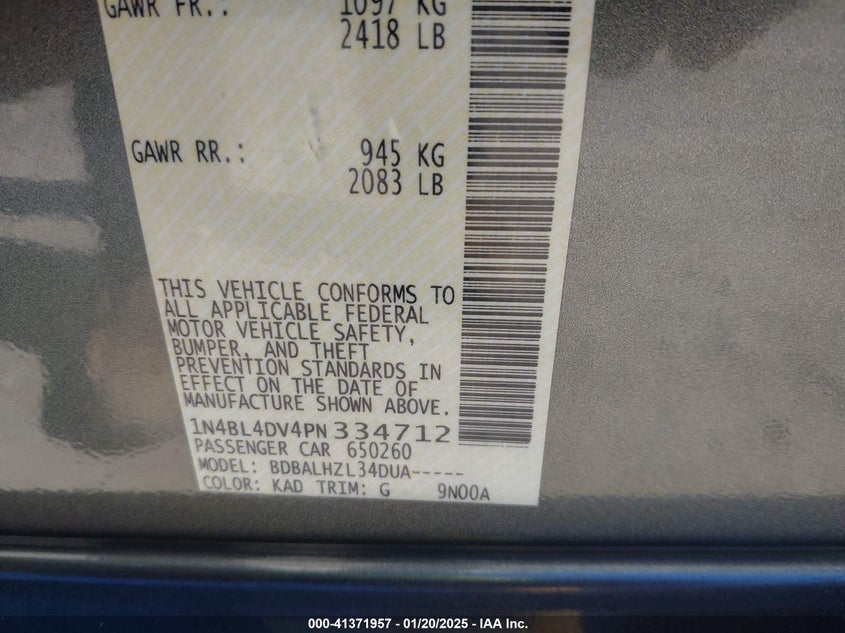 GAWR FR.: 1097 KG
2418 LB
GAWR RR.: 945 KG
2083 LB
THIS VEHICLE CONFORMS TO
ALL APPLICABLE FEDERAL
MOTOR VEHICLE SAFETY,
BUMPER, AND THEFT
PREVENTION STANDARDS IN
EFFECT ON THE DATE OF
MANUFACTURE SHOWN ABOVE.
1N4BL4DV4PN334712
PASSENGER CAR 650260
MODEL: BDBALHZL34DUA-----
COLOR: KAD TRIM: G 9N00A
000-41371957 - 01/20/2025 - IAA Inc.